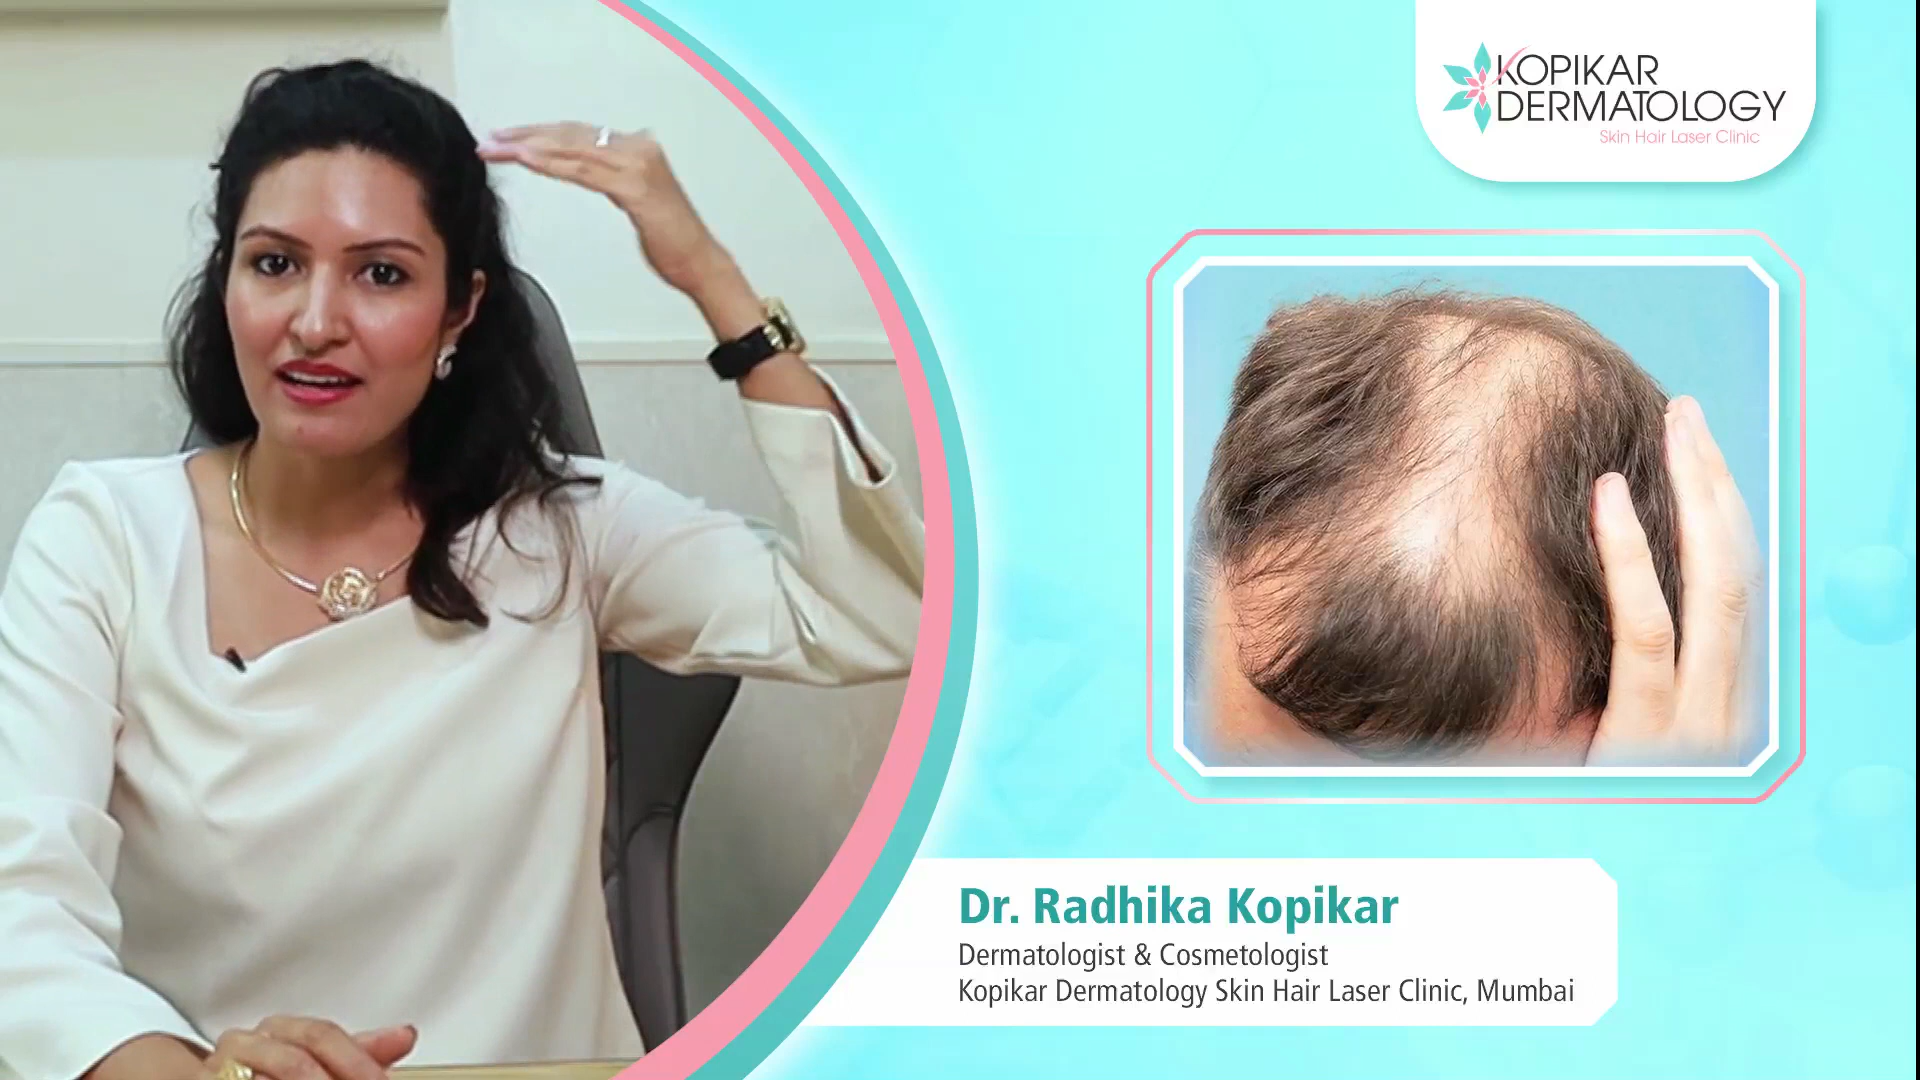 KOPIKAR
DERMATOLOGY
Skin Hair Laser Clinic
Dr. Radhika Kopikar
Dermatologist & Cosmetologist
Kopikar Dermatology Skin Hair Laser Clinic, Mumbai